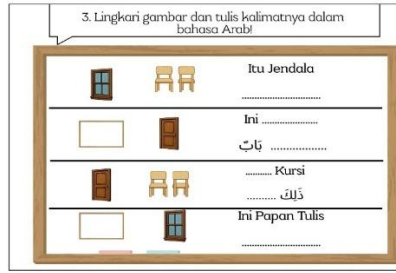 3. Lingkari gambar dan tulis kalimatnya dalam
bahasa Arab!
Itu Jendala
..............................
Ini ......................
بَابٌ ..................
.......... Kursi
ذَلِكَ ..........
Ini Papan Tulis
..............................